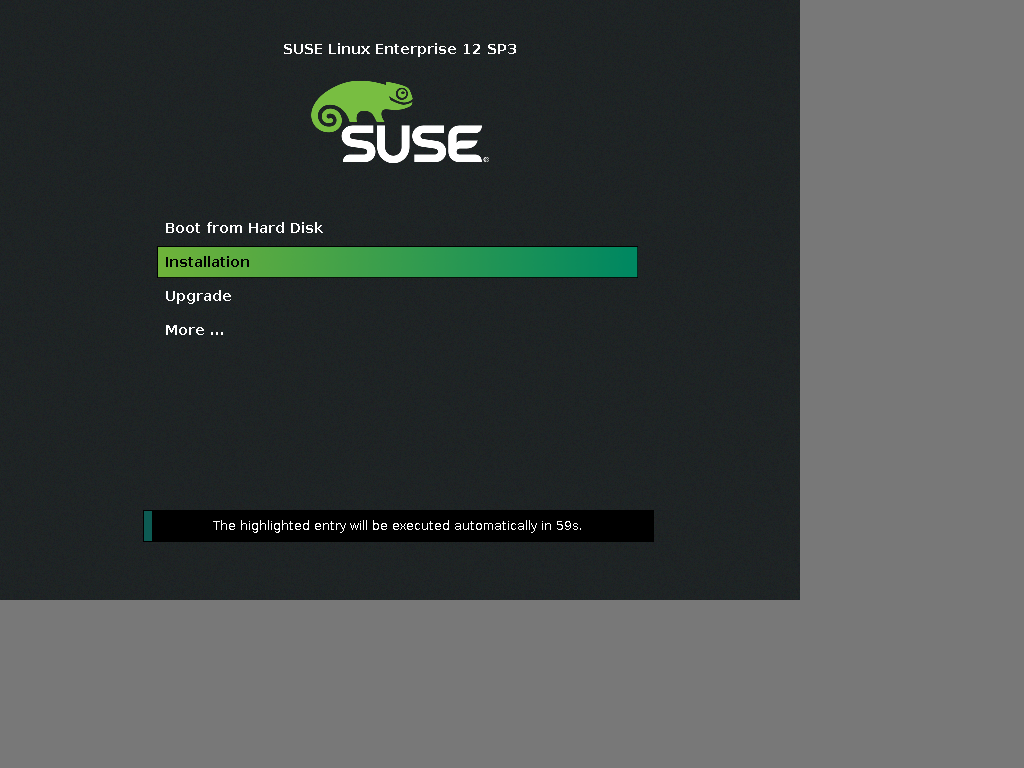 SUSE Linux Enterprise 12 SP3
SUSE®
Boot from Hard Disk
Installation
Upgrade
More ...
The highlighted entry will be executed automatically in 59s.